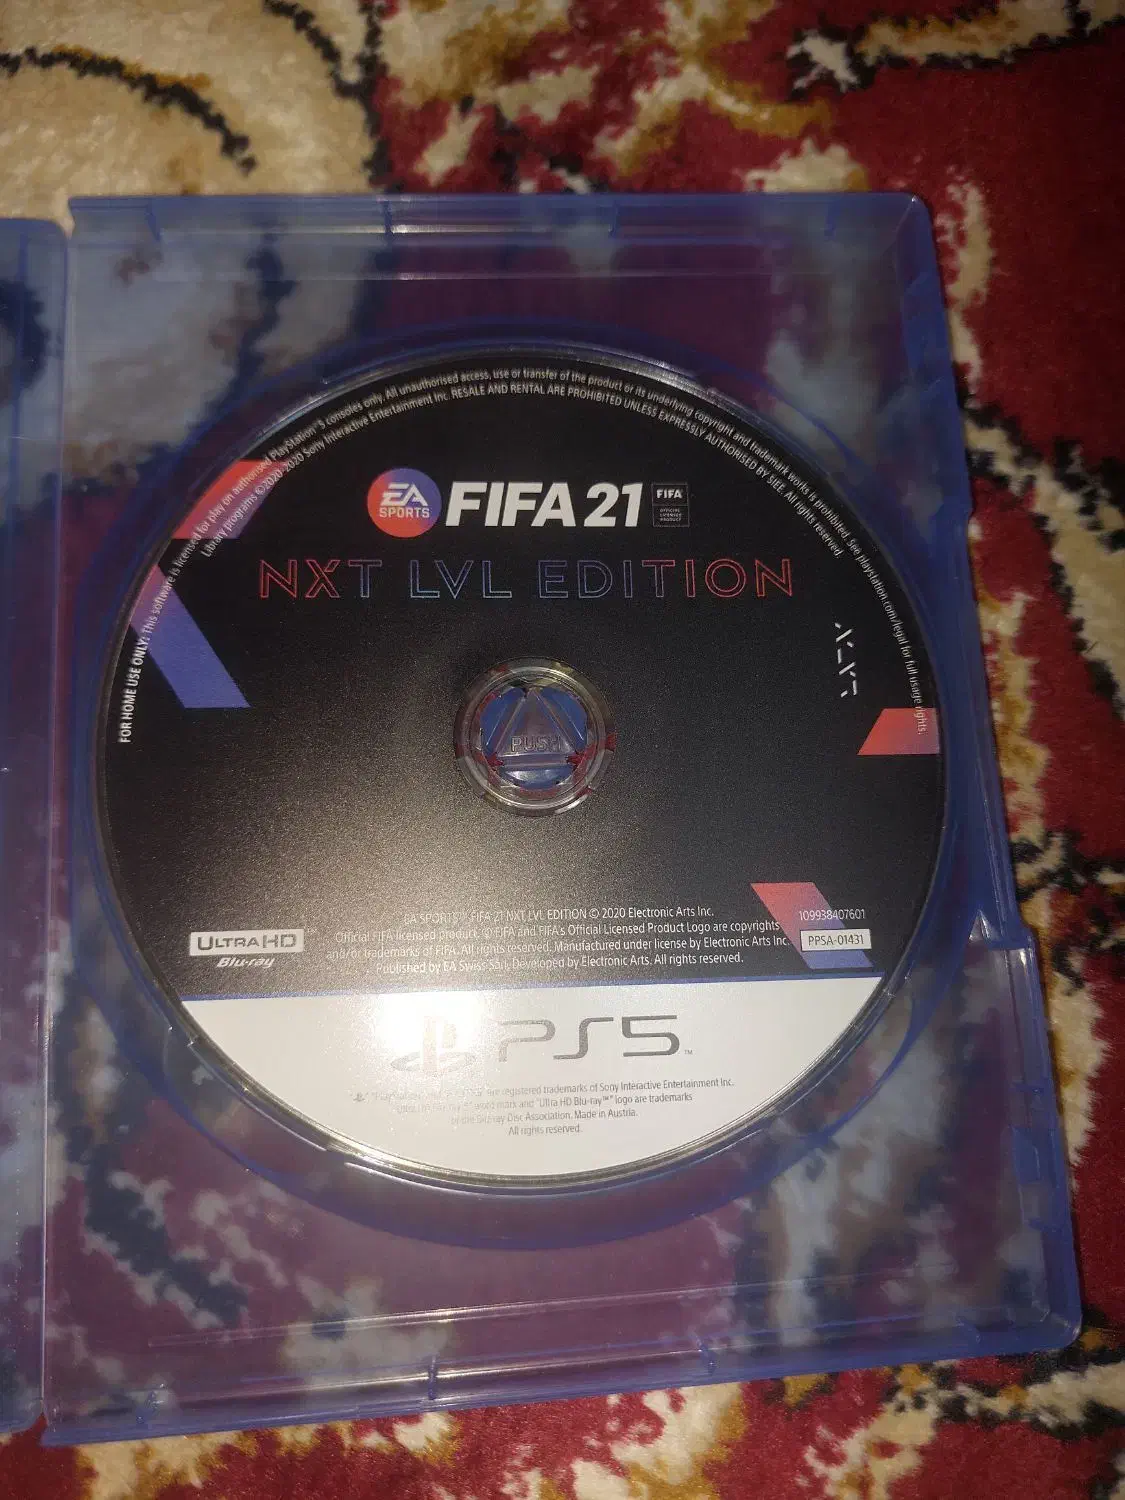 FOR HOME USE ONLY: This software is licensed for play on authorised PlayStation®5 consoles only. All unauthorised access, use or transfer of the product or its underlying copyright and trademark works is prohibited. See playstation.com/legal for full usage rights.
Library programs ©2020 Sony Interactive Entertainment Inc. RESALE AND RENTAL ARE PROHIBITED UNLESS EXPRESSLY AUTHORISED BY SIEE. All rights reserved.
EA SPORTS FIFA 21 FIFA
OFFICIAL LICENSED PRODUCT
NXT LVL EDITION
PUSH
EA SPORTS™ FIFA 21 NXT LVL EDITION © 2020 Electronic Arts Inc.
Official FIFA licensed product. © FIFA and FIFA's Official Licensed Product Logo are copyrights
and/or trademarks of FIFA. All rights reserved. Manufactured under license by Electronic Arts Inc.
Published by EA Swiss Sàrl. Developed by Electronic Arts. All rights reserved.
109938407601
PPSA-01431
ULTRA HD
Blu-ray
PS5™
are registered trademarks of Sony Interactive Entertainment Inc.
word mark and "Ultra HD Blu-ray™" logo are trademarks
of the Blu-ray Disc Association. Made in Austria.
All rights reserved.